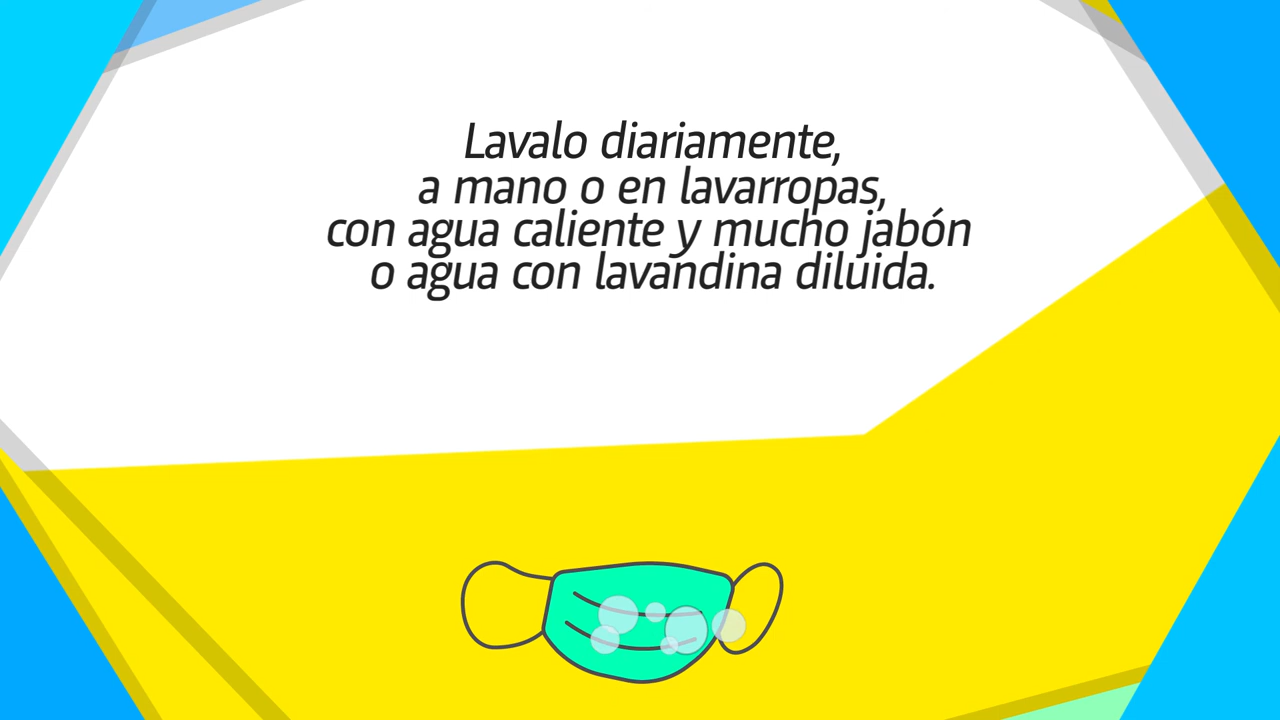 Lavalo diariamente,
a mano o en lavarropas,
con agua caliente y mucho jabón
o agua con lavandina diluida.